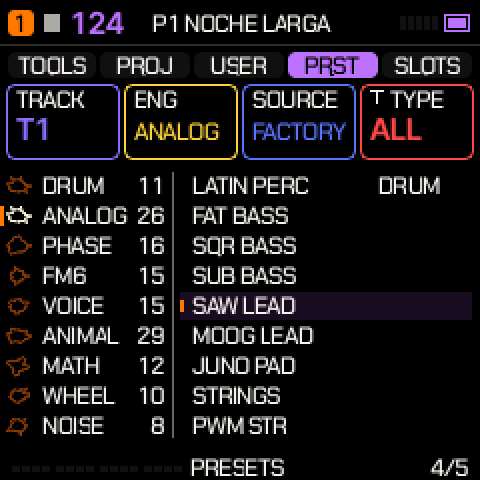 1 124 P1 NOCHE LARGA
TOOLS PROJ USER PRST SLOTS
TRACK ENG SOURCE T TYPE
T1 ANALOG FACTORY ALL
DRUM 11 LATIN PERC DRUM
ANALOG 26 FAT BASS
PHASE 16 SQR BASS
FM6 15 SUB BASS
VOICE 15 SAW LEAD
ANIMAL 29 MOOG LEAD
MATH 12 JUNO PAD
WHEEL 10 STRINGS
NOISE 8 PWM STR
PRESETS 4/5